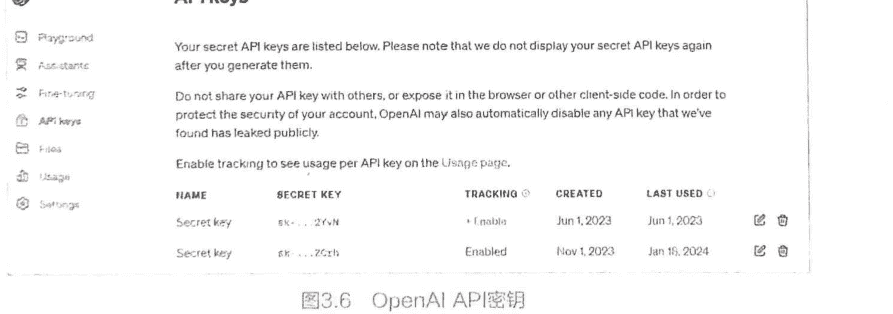 API keys
Playground
Assistants
Fine-tuning
API keys
Files
Usage
Settings
Your secret API keys are listed below. Please note that we do not display your secret API keys again
after you generate them.
Do not share your API key with others, or expose it in the browser or other client-side code. In order to
protect the security of your account, OpenAI may also automatically disable any API key that we've
found has leaked publicly.
Enable tracking to see usage per API key on the Usage page.
NAME SECRET KEY TRACKING CREATED LAST USED
Secret key sk-...2YvN + Enable Jun 1, 2023 Jun 1, 2023
Secret key Enabled Nov 1, 2023 Jan 18, 2024
图3.6 OpenAI API密钥